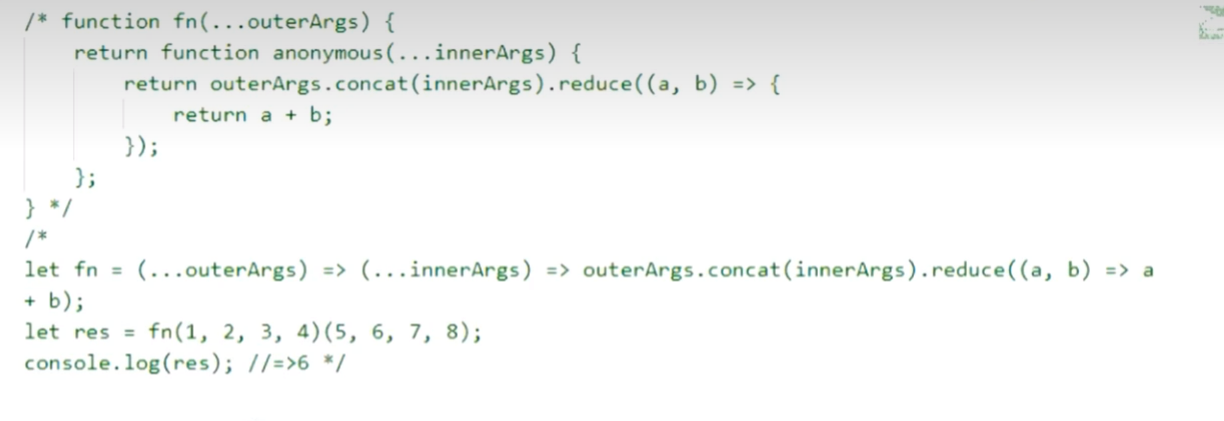 /* function fn(...outerArgs) {
return function anonymous(...innerArgs) {
return outerArgs.concat(innerArgs).reduce((a, b) => {
return a + b;
});
};
} */
/*
let fn = (...outerArgs) => (...innerArgs) => outerArgs.concat(innerArgs).reduce((a, b) => a
+ b);
let res = fn(1, 2, 3, 4)(5, 6, 7, 8);
console.log(res); //=>6 */